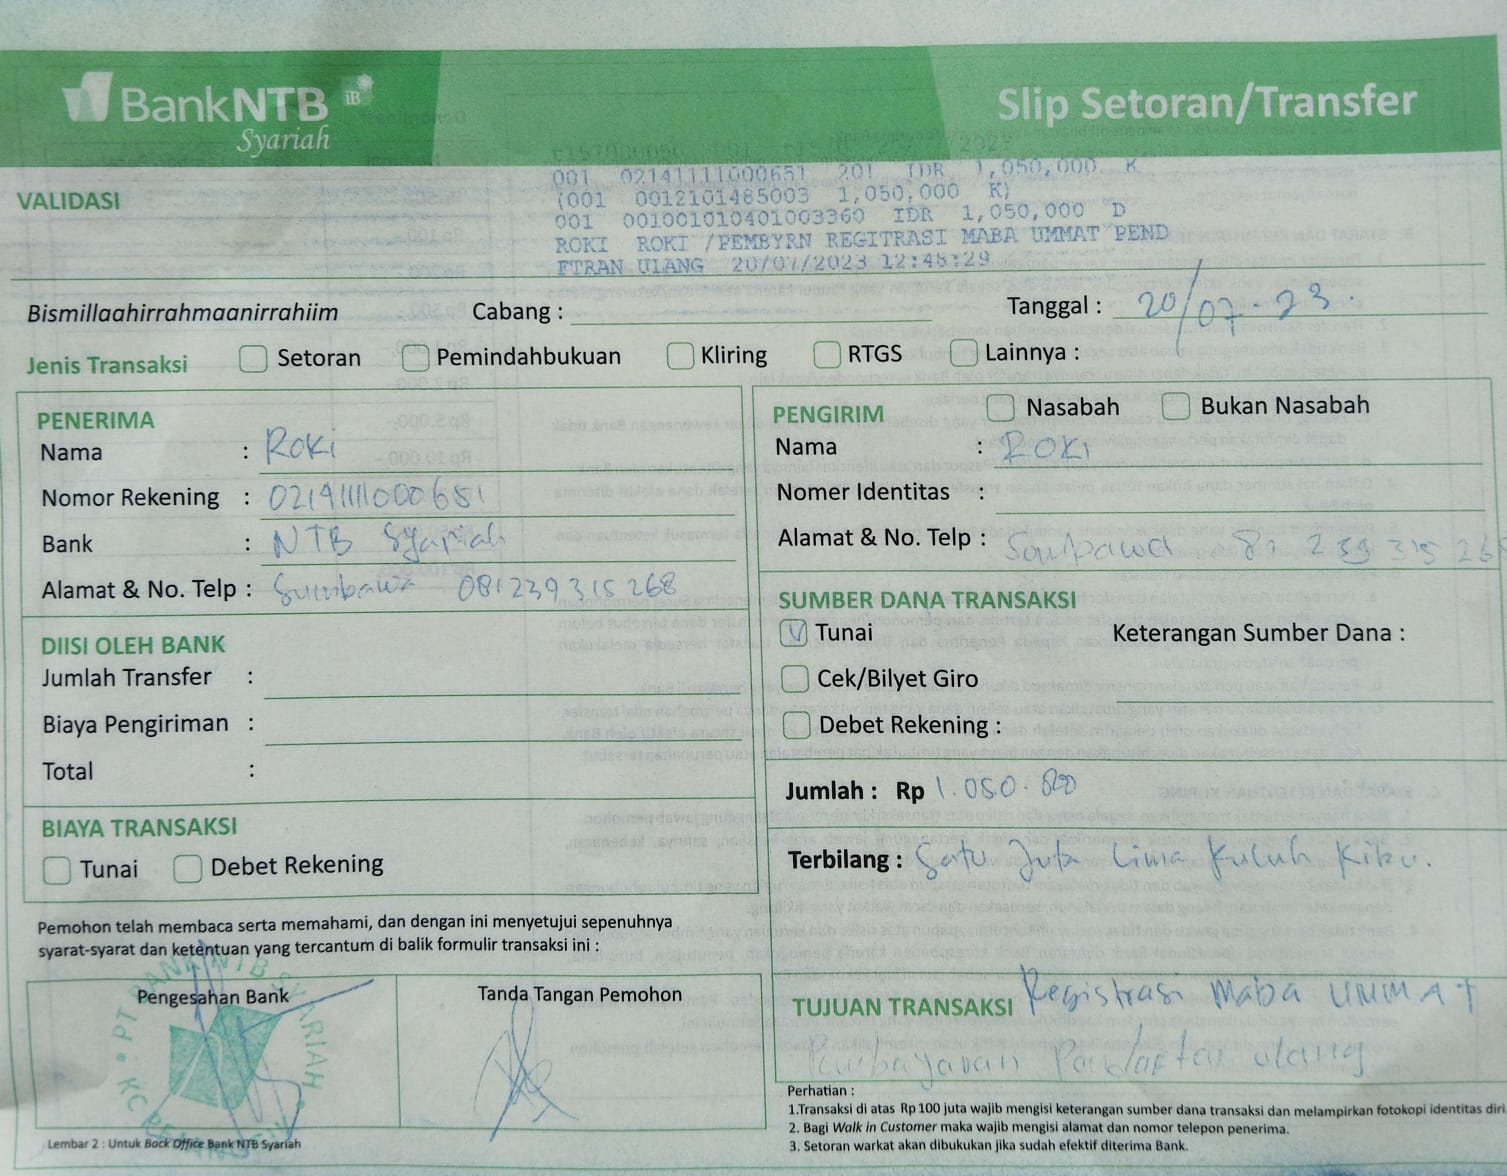 BankNTB iB
Syariah
Slip Setoran/Transfer
VALIDASI
001 02141111000651 201 IDR 1,050,000 K
(001 0012101485003 1,050,000 K)
001 001001010401003360 IDR 1,050,000 D
ROKI ROKI /PEMBYRN REGITRASI MABA UMMAT PEND
FTRAN ULANG 20/07/2023 12:48:29
Bismillaahirrahmaanirrahiim Cabang : Tanggal : 20/07-23.
Jenis Transaksi Setoran Pemindahbukuan Kliring RTGS Lainnya :
PENERIMA
Nama : Roki
Nomor Rekening : 02141111000651
Bank : NTB Syariah
Alamat & No. Telp : Sumbawa 081239315268
DIISI OLEH BANK
Jumlah Transfer :
Biaya Pengiriman :
Total :
BIAYA TRANSAKSI
Tunai Debet Rekening
Pemohon telah membaca serta memahami, dan dengan ini menyetujui sepenuhnya
syarat-syarat dan ketentuan yang tercantum di balik formulir transaksi ini :
Pengesahan Bank Tanda Tangan Pemohon
PT BANK NTB SYARIAH
Lembar 2 : Untuk Back Office Bank NTB Syariah
PENGIRIM Nasabah Bukan Nasabah
Nama : ROKI
Nomer Identitas :
Alamat & No. Telp : 239 315 26
SUMBER DANA TRANSAKSI
Tunai Keterangan Sumber Dana :
Cek/Bilyet Giro
Debet Rekening :
Jumlah : Rp 1.050.000
Terbilang : Satu Juta Lima Puluh Ribu.
TUJUAN TRANSAKSI Registrasi Maba UMMAT
Pembayaran Pendaftar ulang
Perhatian :
1.Transaksi di atas Rp 100 juta wajib mengisi keterangan sumber dana transaksi dan melampirkan fotokopi identitas diri
2. Bagi Walk in Customer maka wajib mengisi alamat dan nomor telepon penerima.
3. Setoran warkat akan dibukukan jika sudah efektif diterima Bank.